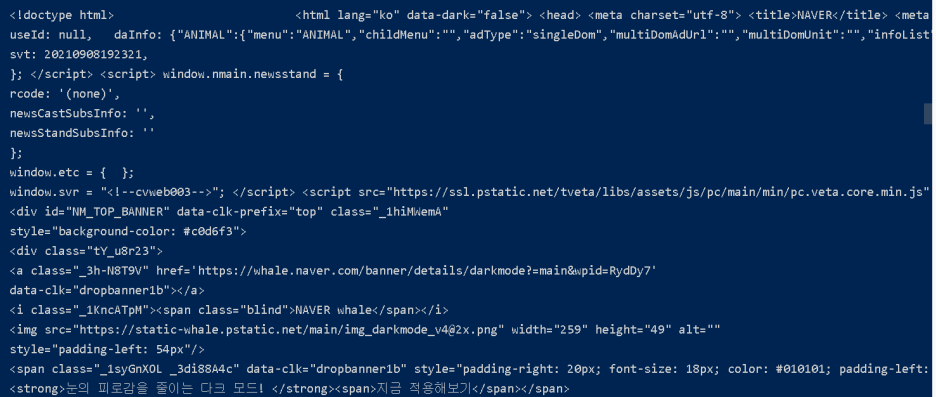 <!doctype html> <html lang="ko" data-dark="false"> <head> <meta charset="utf-8"> <title>NAVER</title> <meta
useId: null, daInfo: {"ANIMAL":{"menu":"ANIMAL","childMenu":"","adType":"singleDom","multiDomAdUrl":"","multiDomUnit":"","infoList"
svt: 20210908192321,
}; </script> <script> window.nmain.newsstand = {
rcode: '(none)',
newsCastSubsInfo: '',
newsStandSubsInfo: ''
};
window.etc = { };
window.svr = "<!--cvweb003-->"; </script> <script src="https://ssl.pstatic.net/tveta/libs/assets/js/pc/main/min/pc.veta.core.min.js"
<div id="NM_TOP_BANNER" data-clk-prefix="top" class="_1hiMWemA"
style="background-color: #c0d6f3">
<div class="tY_u8r23">
<a class="_3h-N8T9V" href='https://whale.naver.com/banner/details/darkmode?=main&wpid=RydDy7'
data-clk="dropbanner1b"></a>
<i class="_1KncATpM"><span class="blind">NAVER whale</span></i>
<img src="https://static-whale.pstatic.net/main/img_darkmode_v4@2x.png" width="259" height="49" alt=""
style="padding-left: 54px"/>
<span class="_1syGnXOL _3di88A4c" data-clk="dropbanner1b" style="padding-right: 20px; font-size: 18px; color: #010101; padding-left:
<strong>눈의 피로감을 줄이는 다크 모드! </strong><span>지금 적용해보기</span></span>